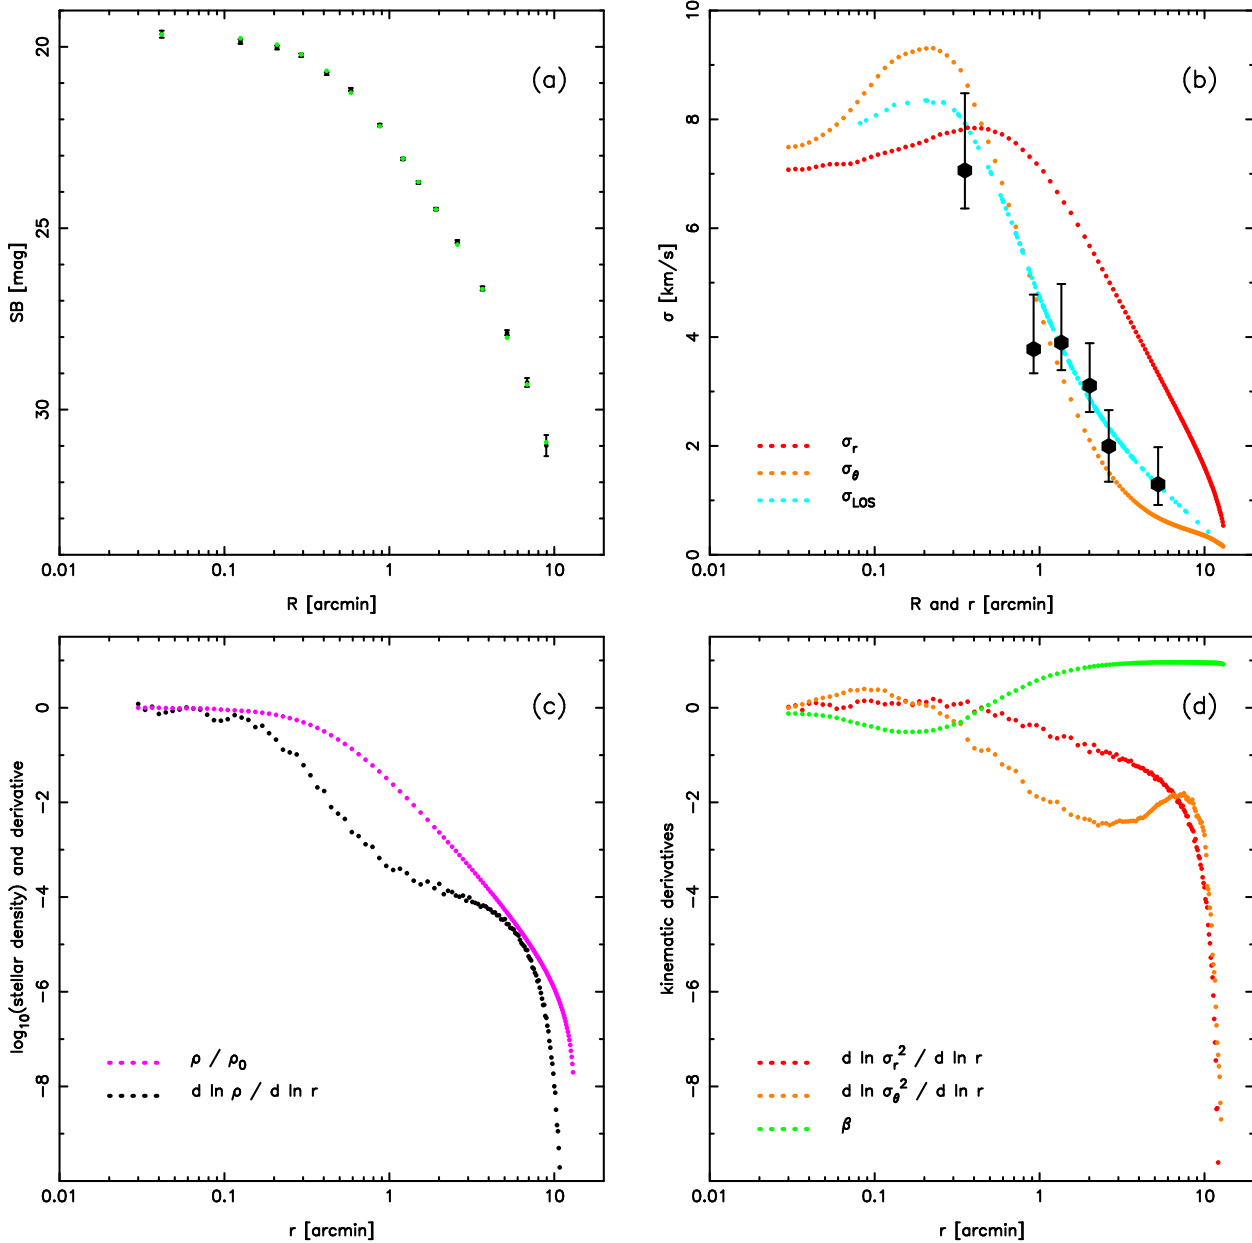 20
25
30
SB [mag]
(a)
0.01
0.1
1
10
R [arcmin]
10
8
6
4
2
0
σ [km/s]
(b)
σr
σθ
σLOS
0.01
0.1
1
10
R and r [arcmin]
0
−2
−4
−6
−8
log10(stellar density) and derivative
(c)
ρ / ρ0
d ln ρ / d ln r
0.01
0.1
1
10
r [arcmin]
0
−2
−4
−6
−8
kinematic derivatives
(d)
d ln σr² / d ln r
d ln σθ² / d ln r
β
0.01
0.1
1
10
r [arcmin]